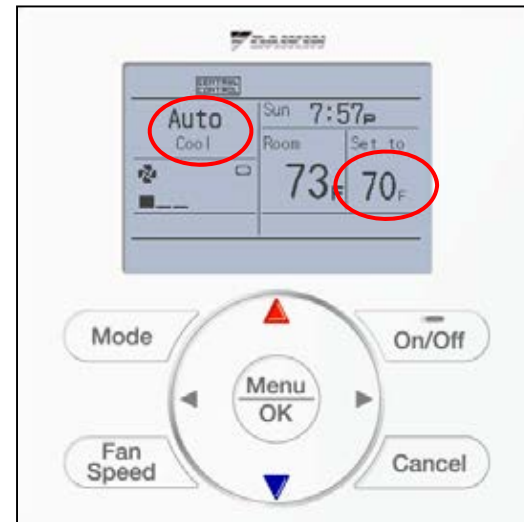 DAIKIN
CENTRAL
CONTROL
Auto
Cool
Sun 7:57P
Room
Set to
73F
70F
Mode
On/Off
Menu
OK
Fan
Speed
Cancel